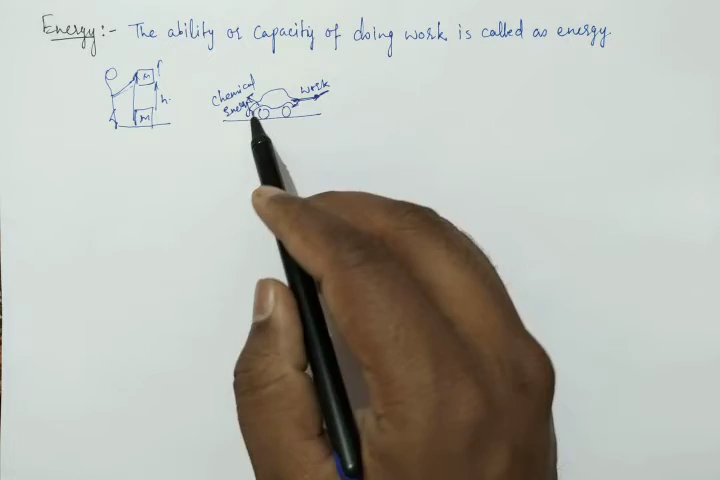 Energy:- The ability or capacity of doing work is called as energy.
m
h.
m
Chemical
Energy
work